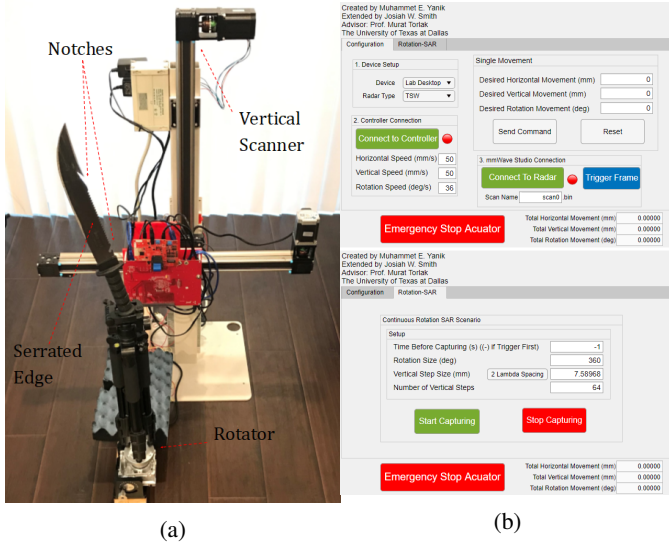 Notches
Vertical
Scanner
Serrated
Edge
Rotator
(a)
Created by Muhammet E. Yanik
Extended by Josiah W. Smith
Advisor: Prof. Murat Torlak
The University of Texas at Dallas
Configuration Rotation-SAR
1. Device Setup
Device Lab Desktop
Radar Type TSW
2. Controller Connection
Connect to Controller
Horizontal Speed (mm/s) 50
Vertical Speed (mm/s) 50
Rotation Speed (deg/s) 36
Single Movement
Desired Horizontal Movement (mm) 0
Desired Vertical Movement (mm) 0
Desired Rotation Movement (deg) 0
Send Command Reset
3. mmWave Studio Connection
Connect To Radar Trigger Frame
Scan Name scan0 .bin
Emergency Stop Acuator
Total Horizontal Movement (mm) 0.00000
Total Vertical Movement (mm) 0.00000
Total Rotation Movement (deg) 0.00000
Created by Muhammet E. Yanik
Extended by Josiah W. Smith
Advisor: Prof. Murat Torlak
The University of Texas at Dallas
Configuration Rotation-SAR
Continuous Rotation SAR Scenario
Setup
Time Before Capturing (s) ((-) if Trigger First) -1
Rotation Size (deg) 360
Vertical Step Size (mm) 2 Lambda Spacing 7.58968
Number of Vertical Steps 64
Start Capturing Stop Capturing
Emergency Stop Acuator
Total Horizontal Movement (mm) 0.00000
Total Vertical Movement (mm) 0.00000
Total Rotation Movement (deg) 0.00000
(b)